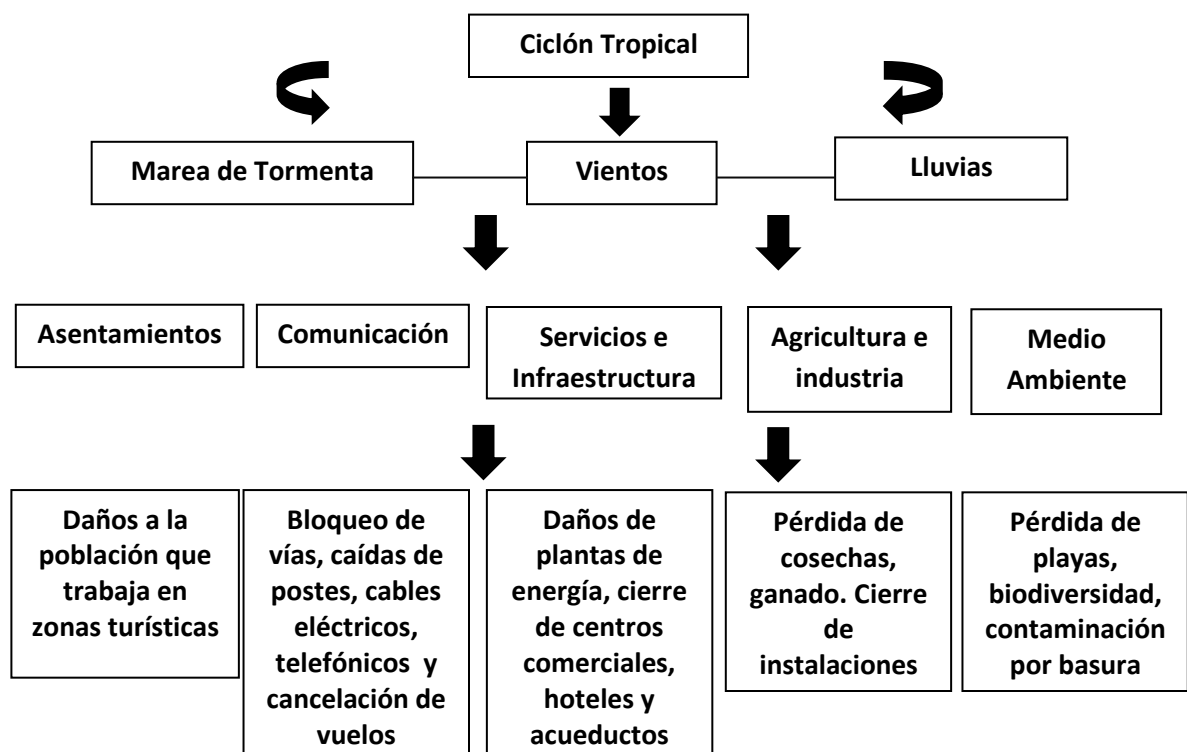 Ciclón Tropical
Marea de Tormenta
Vientos
Lluvias
Asentamientos
Comunicación
Servicios e
Infraestructura
Agricultura e
industria
Medio
Ambiente
Daños a la
población que
trabaja en
zonas turísticas
Bloqueo de
vías, caídas de
postes, cables
eléctricos,
telefónicos y
cancelación de
vuelos
Daños de
plantas de
energía, cierre
de centros
comerciales,
hoteles y
acueductos
Pérdida de
cosechas,
ganado. Cierre
de
instalaciones
Pérdida de
playas,
biodiversidad,
contaminación
por basura